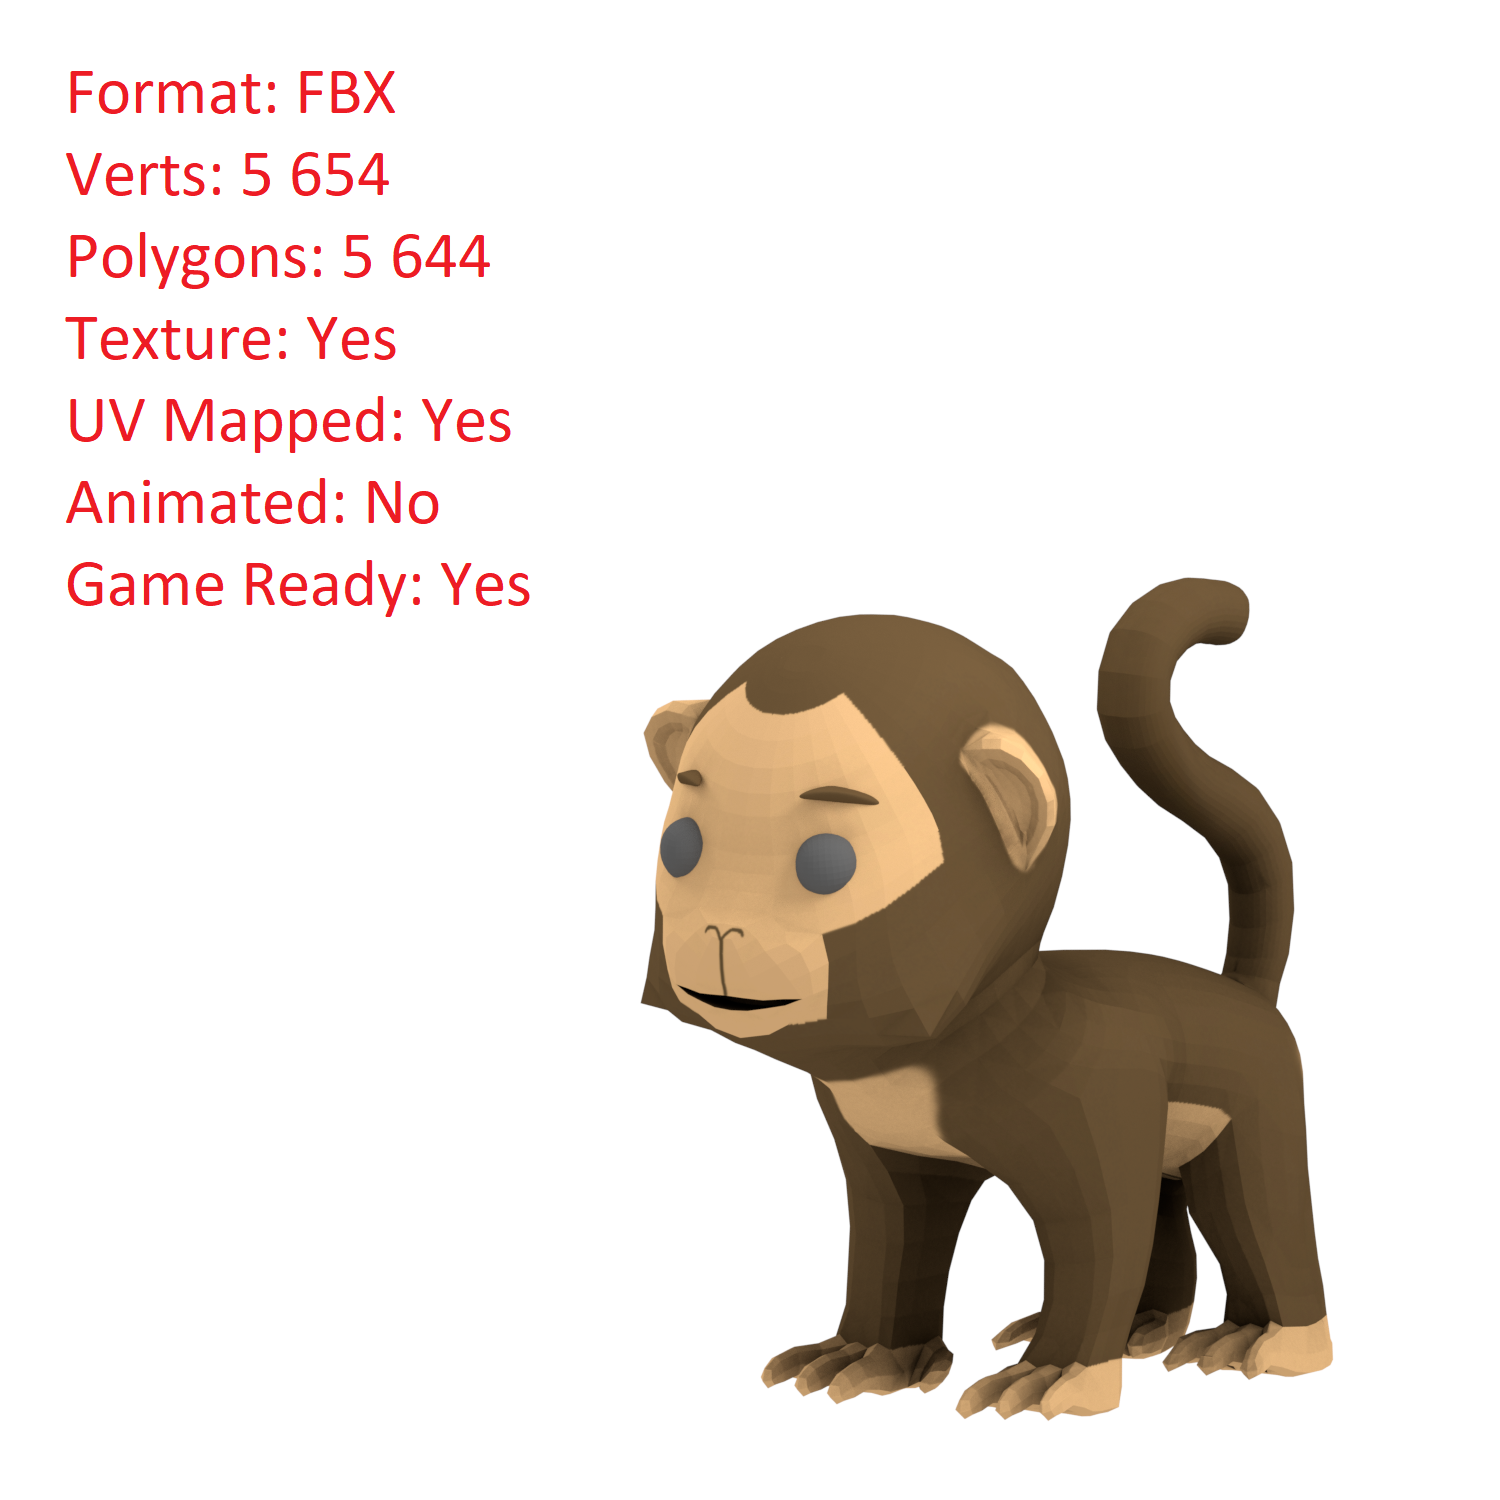 Format: FBX
Verts: 5 654
Polygons: 5 644
Texture: Yes
UV Mapped: Yes
Animated: No
Game Ready: Yes